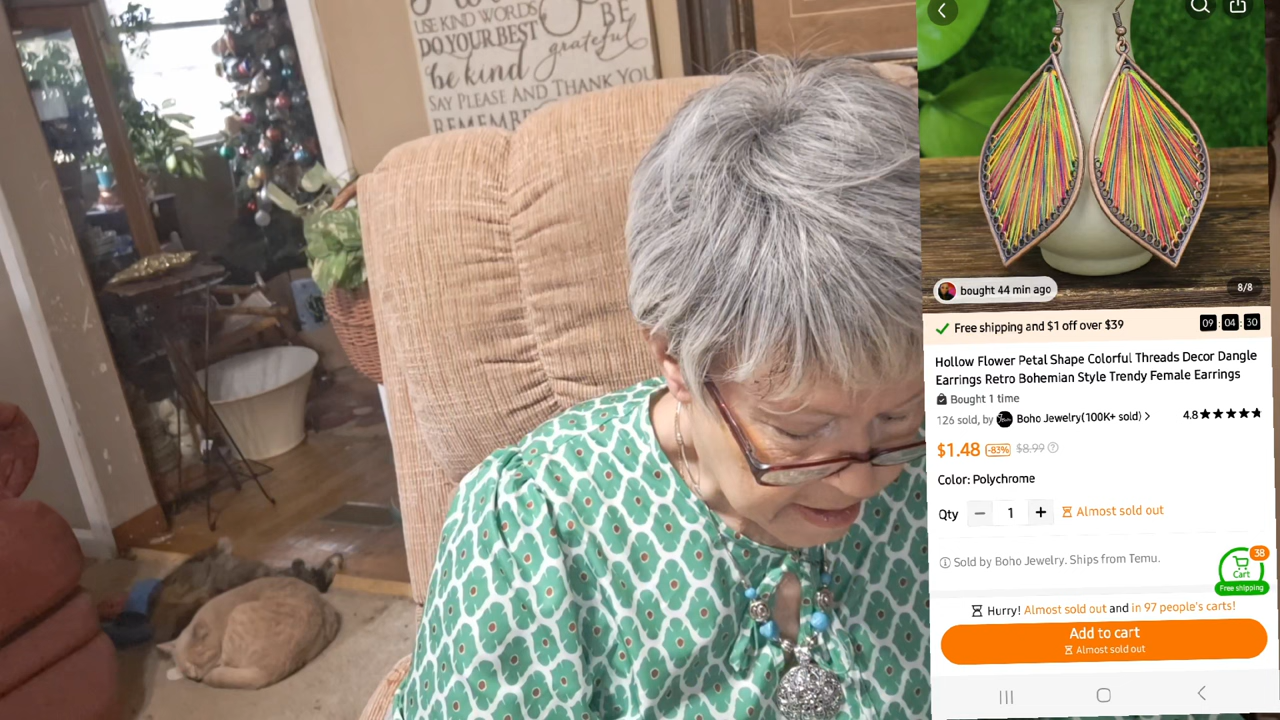 USE KIND WORDS
BE
DO YOUR BEST
grateful
be kind
SAY PLEASE AND THANK YOU
REMEMBER
bought 44 min ago
8/8
Free shipping and $1 off over $39
09:04:30
Hollow Flower Petal Shape Colorful Threads Decor Dangle
Earrings Retro Bohemian Style Trendy Female Earrings
Bought 1 time
126 sold, by Boho Jewelry(100K+ sold) >
4.8★★★★★
$1.48 -83% $8.99
Color: Polychrome
Qty − 1 + Almost sold out
Sold by Boho Jewelry. Ships from Temu.
38
Cart
Free shipping
Hurry! Almost sold out and in 97 people's carts!
Add to cart
Almost sold out